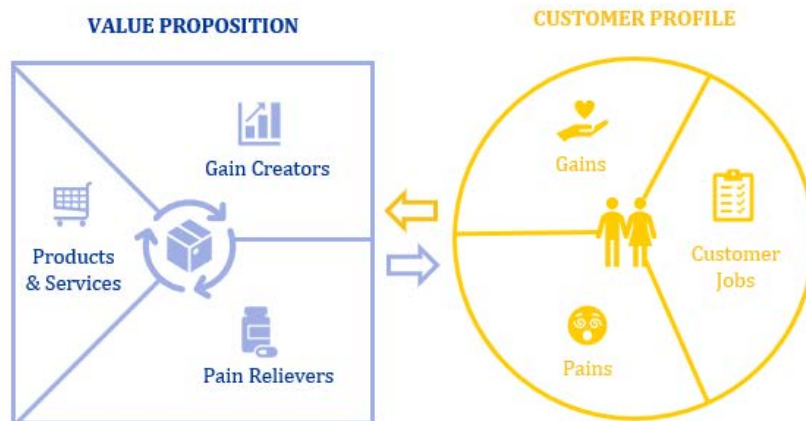 VALUE PROPOSITION
CUSTOMER PROFILE
Gain Creators
Products
& Services
Pain Relievers
Gains
Customer
Jobs
Pains